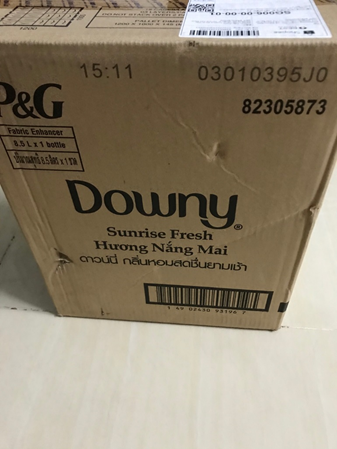 15:11
03010395J0
P&G
82305873
Fabric Enhancer
8.5 L x 1 bottle
Downy®
Sunrise Fresh
Hương Nắng Mai
ดาวน์นี่ กลิ่นหอมสดชื่นยามเช้า